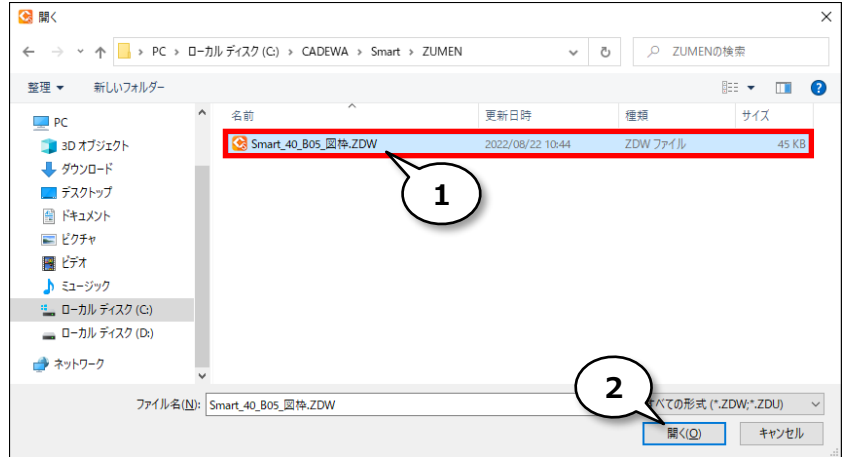 開く
PC › ローカル ディスク (C:) › CADEWA › Smart › ZUMEN
ZUMENの検索
整理 新しいフォルダー
名前 更新日時 種類 サイズ
Smart_40_B05_図枠.ZDW 2022/08/22 10:44 ZDW ファイル 45 KB
1
PC
3D オブジェクト
ダウンロード
デスクトップ
ドキュメント
ピクチャ
ビデオ
ミュージック
ローカル ディスク (C:)
ローカル ディスク (D:)
ネットワーク
2
ファイル名(N): Smart_40_B05_図枠.ZDW
べての形式 (*.ZDW;*.ZDU)
開く(O) キャンセル